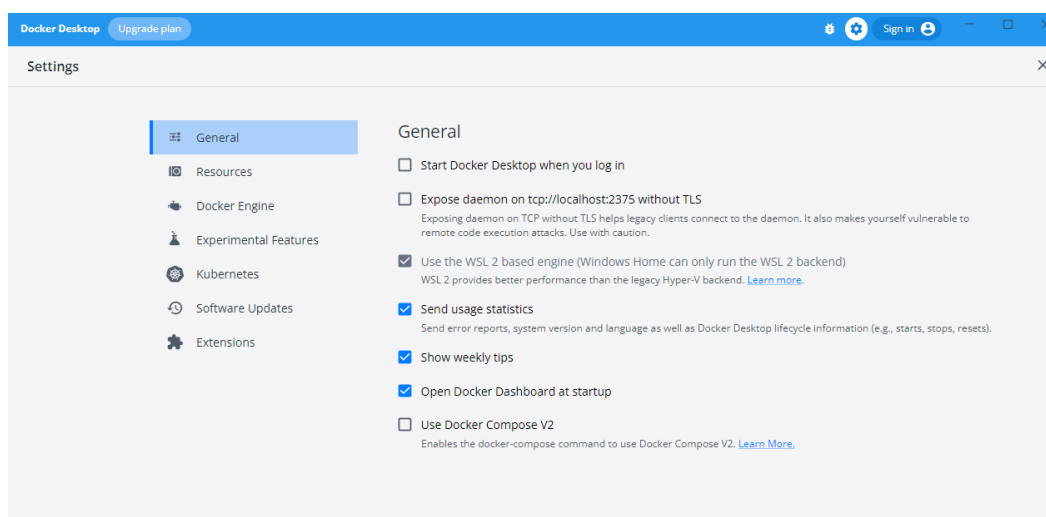 Docker Desktop Upgrade plan Sign in
Settings
General
Resources
Docker Engine
Experimental Features
Kubernetes
Software Updates
Extensions
General
Start Docker Desktop when you log in
Expose daemon on tcp://localhost:2375 without TLS
Exposing daemon on TCP without TLS helps legacy clients connect to the daemon. It also makes yourself vulnerable to
remote code execution attacks. Use with caution.
Use the WSL 2 based engine (Windows Home can only run the WSL 2 backend)
WSL 2 provides better performance than the legacy Hyper-V backend. Learn more.
Send usage statistics
Send error reports, system version and language as well as Docker Desktop lifecycle information (e.g., starts, stops, resets).
Show weekly tips
Open Docker Dashboard at startup
Use Docker Compose V2
Enables the docker-compose command to use Docker Compose V2. Learn More.